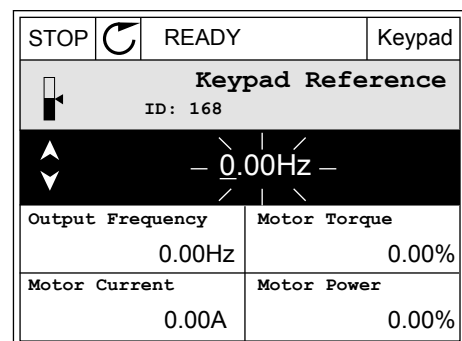 STOP READY Keypad
Keypad Reference
ID: 168
0.00Hz
Output Frequency Motor Torque
0.00Hz 0.00%
Motor Current Motor Power
0.00A 0.00%